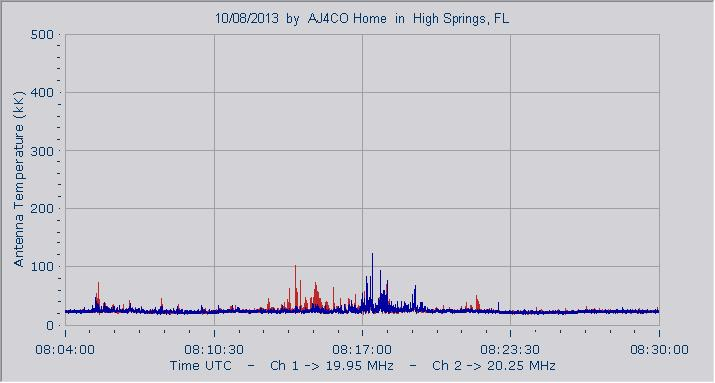 10/08/2013 by AJ4CO Home in High Springs, FL
500
400
300
200
100
0
Antenna Temperature (kK)
08:04:00 08:10:30 08:17:00 08:23:30 08:30:00
Time UTC - Ch 1 -> 19.95 MHz - Ch 2 -> 20.25 MHz